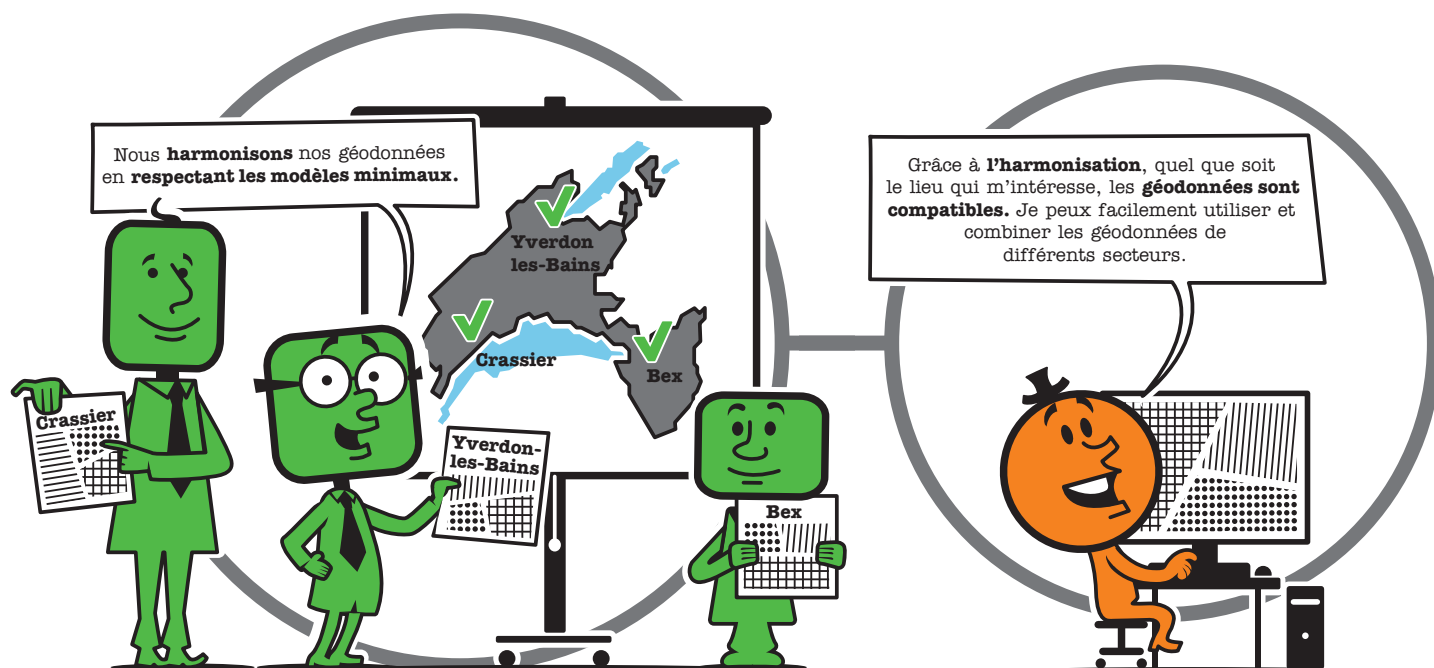 Nous harmonisons nos géodonnées
en respectant les modèles minimaux.
Yverdon
les-Bains
Crassier
Bex
Crassier
Yverdon-
les-Bains
Bex
Grâce à l'harmonisation, quel que soit
le lieu qui m'intéresse, les géodonnées sont
compatibles. Je peux facilement utiliser et
combiner les géodonnées de
différents secteurs.